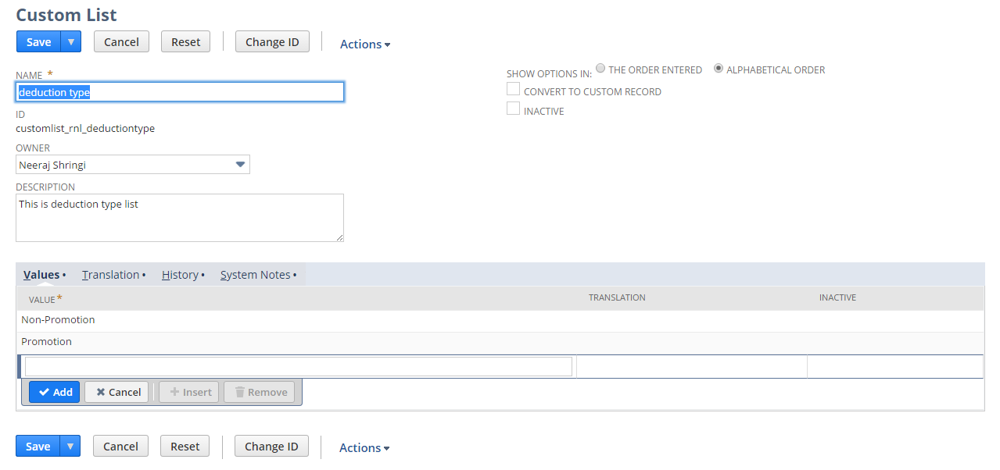 Custom List
Save ▼ Cancel Reset Change ID Actions
NAME *
deduction type
SHOW OPTIONS IN: THE ORDER ENTERED ALPHABETICAL ORDER
CONVERT TO CUSTOM RECORD
INACTIVE
ID
customlist_rnl_deductiontype
OWNER
Neeraj Shringi
DESCRIPTION
This is deduction type list
Values • Translation • History • System Notes •
VALUE * TRANSLATION INACTIVE
Non-Promotion
Promotion
Add Cancel Insert Remove
Save ▼ Cancel Reset Change ID Actions